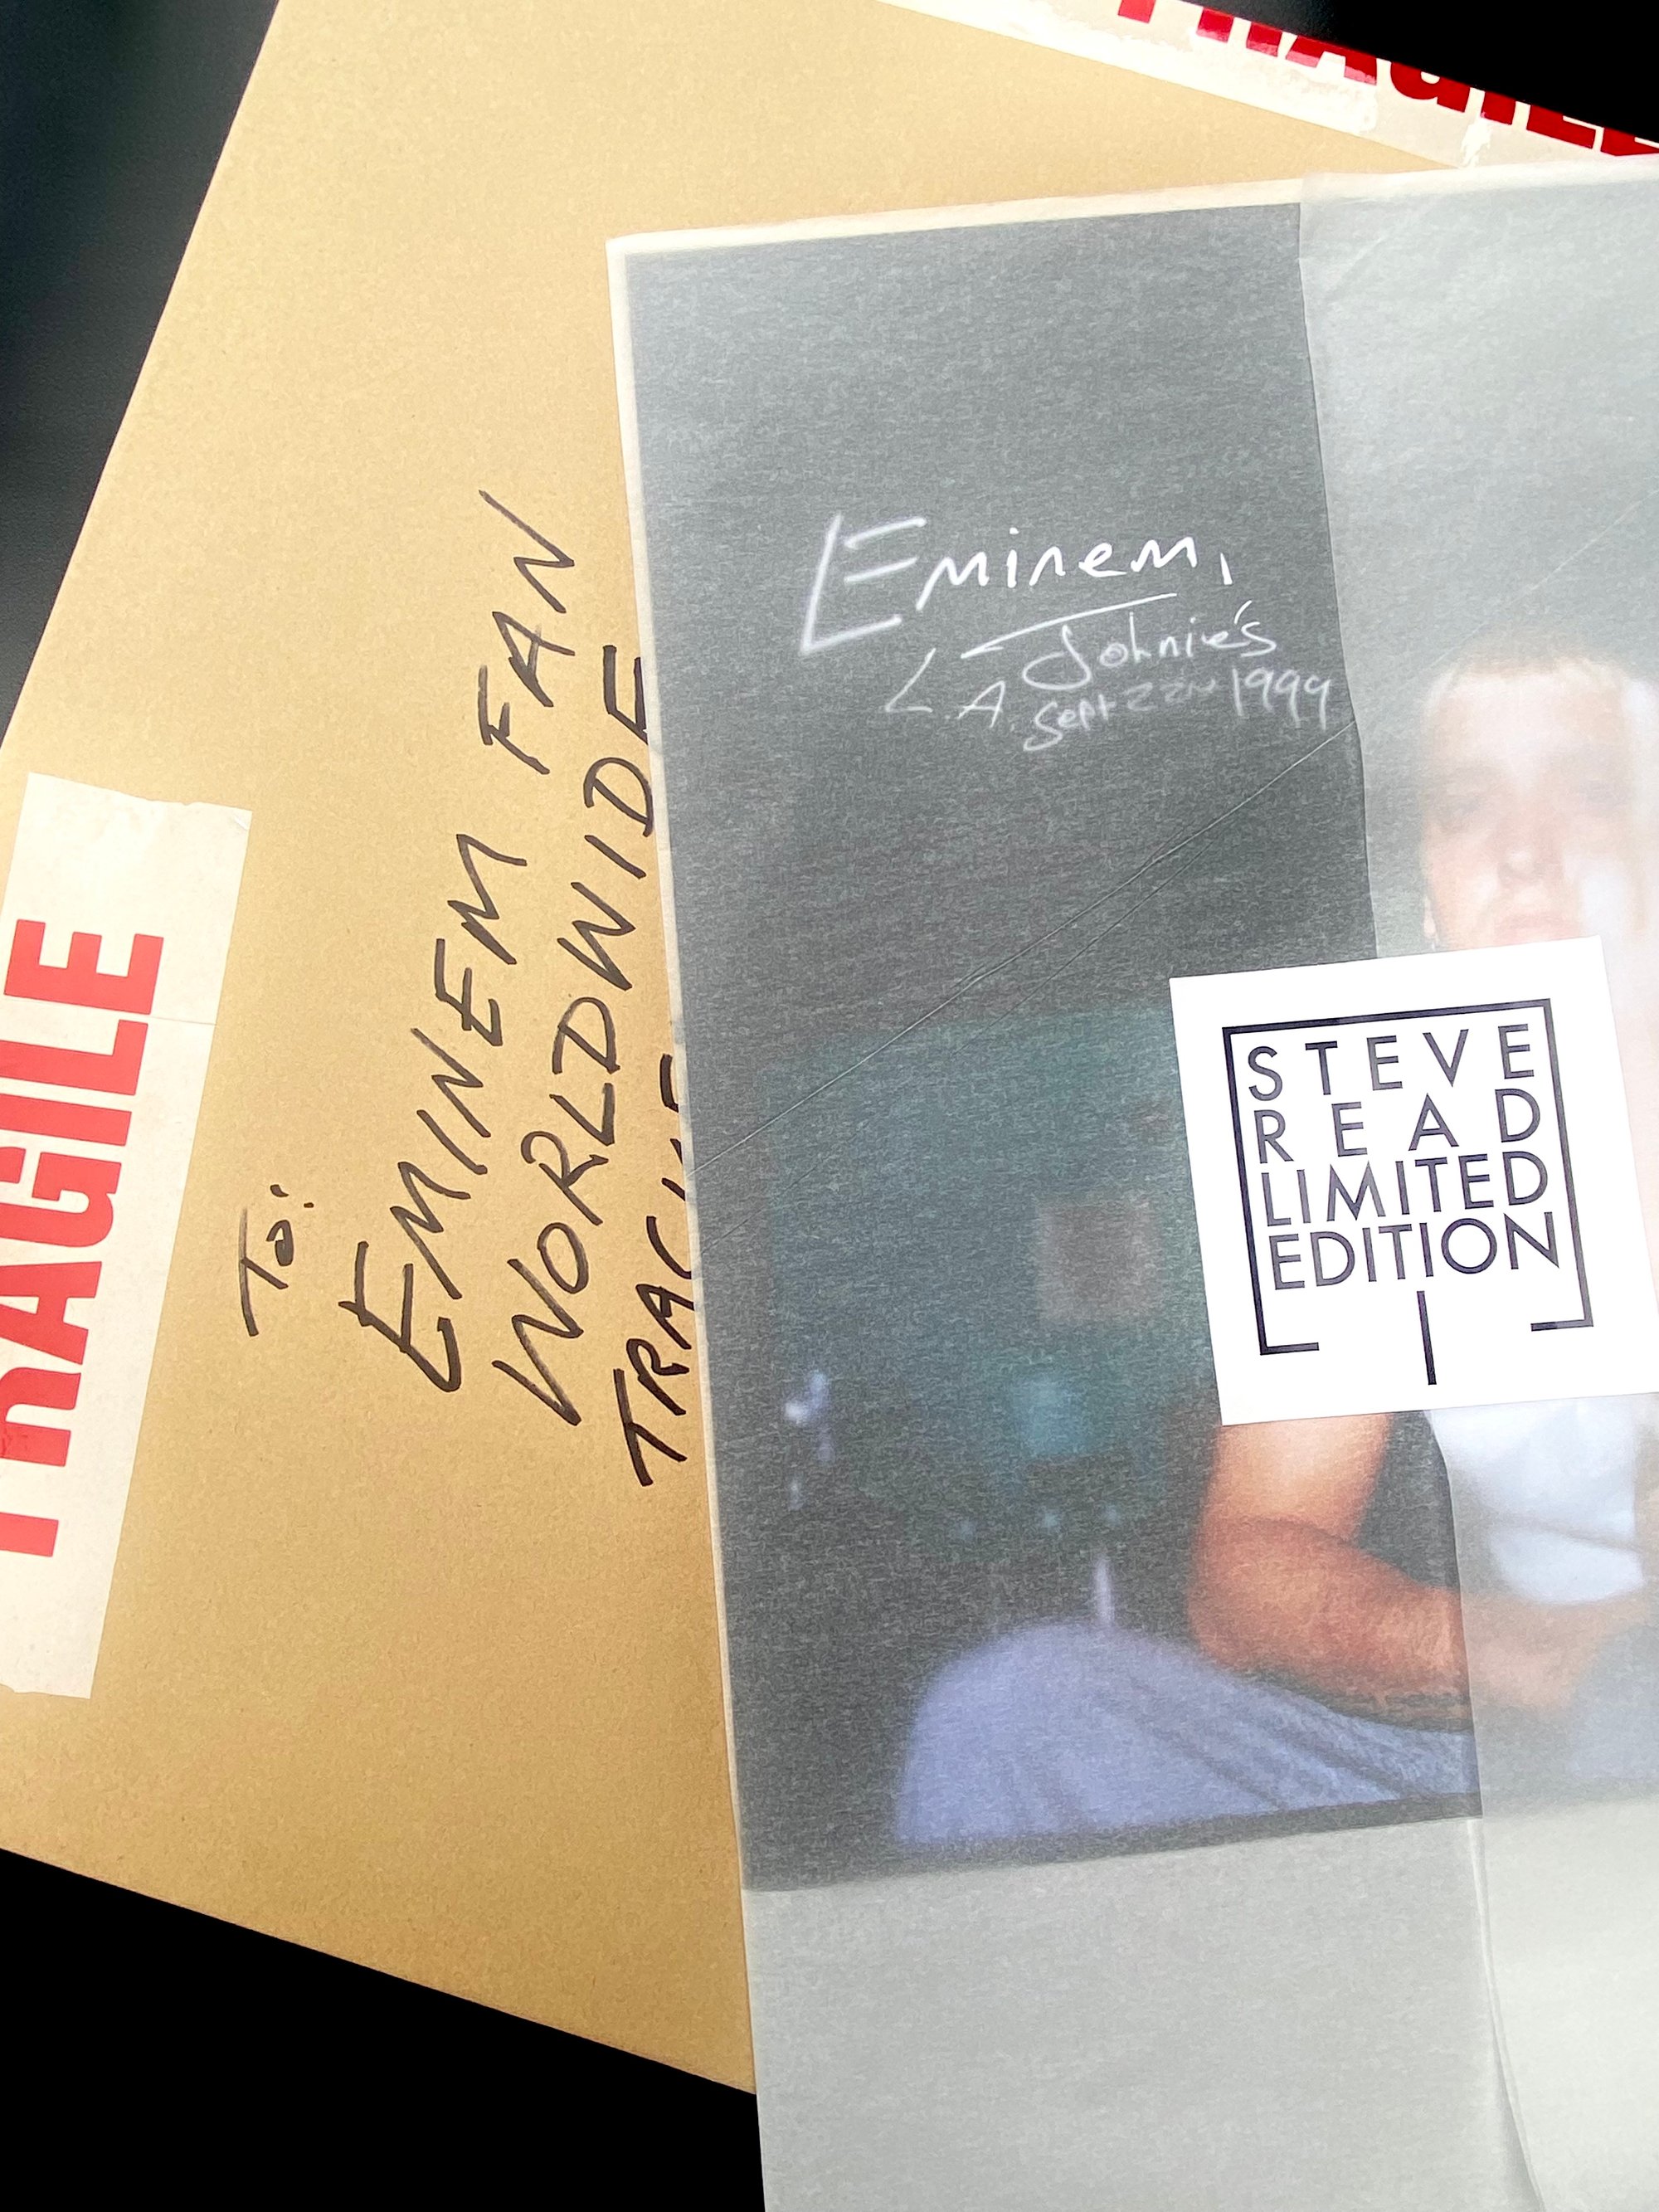 FRAGILE
FRAGILE
To:
EMINEM FAN
WORLDWIDE
Eminem,
Johnie's
L.A. Sept 22nd 1999
STEVE
READ
LIMITED
EDITION